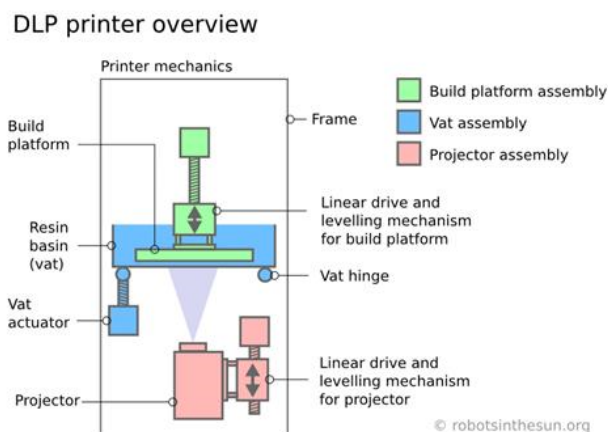 DLP printer overview
Printer mechanics
Build platform assembly
Vat assembly
Projector assembly
Build
platform
Frame
Linear drive and
levelling mechanism
for build platform
Resin
basin
(vat)
Vat hinge
Vat
actuator
Linear drive and
levelling mechanism
for projector
Projector
© robotsinthesun.org